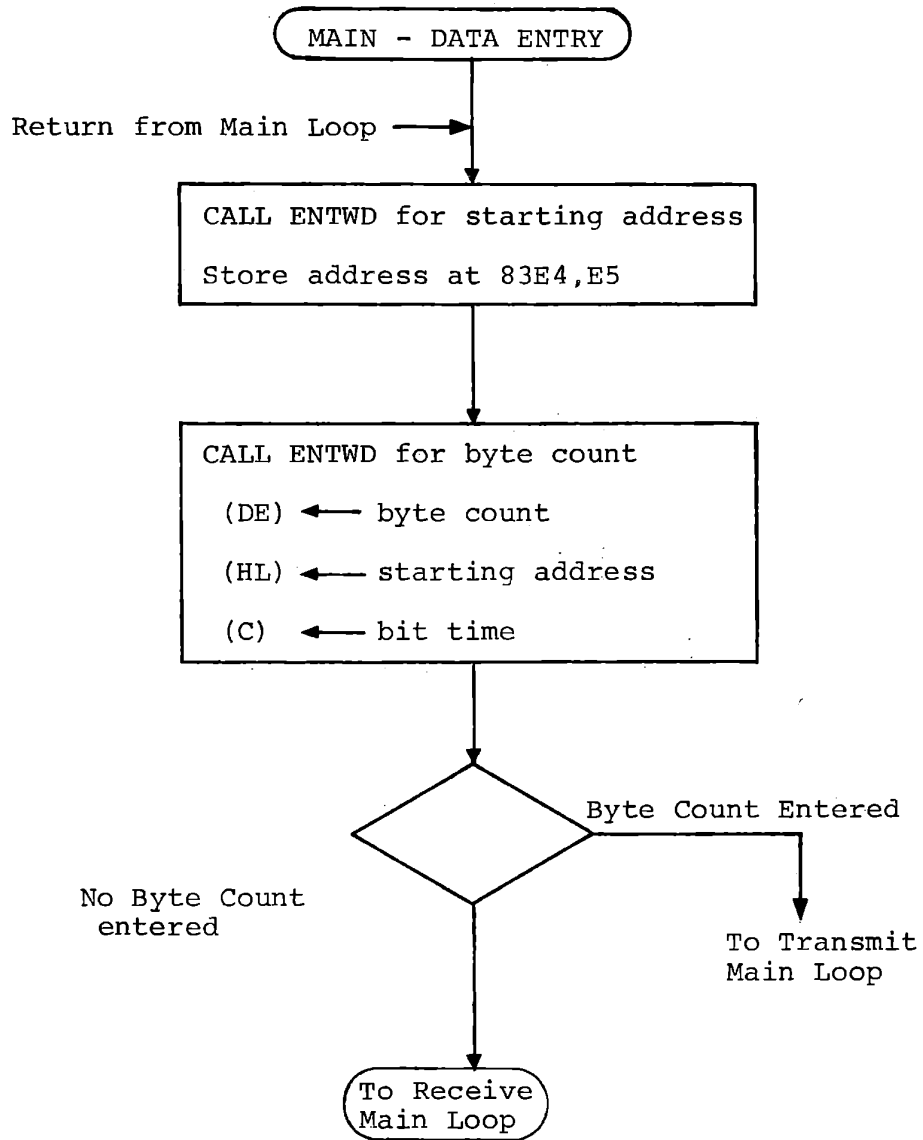 MAIN - DATA ENTRY
Return from Main Loop
CALL ENTWD for starting address
Store address at 83E4,E5
CALL ENTWD for byte count
(DE) ← byte count
(HL) ← starting address
(C) ← bit time
Byte Count Entered
No Byte Count
entered
To Transmit
Main Loop
To Receive
Main Loop